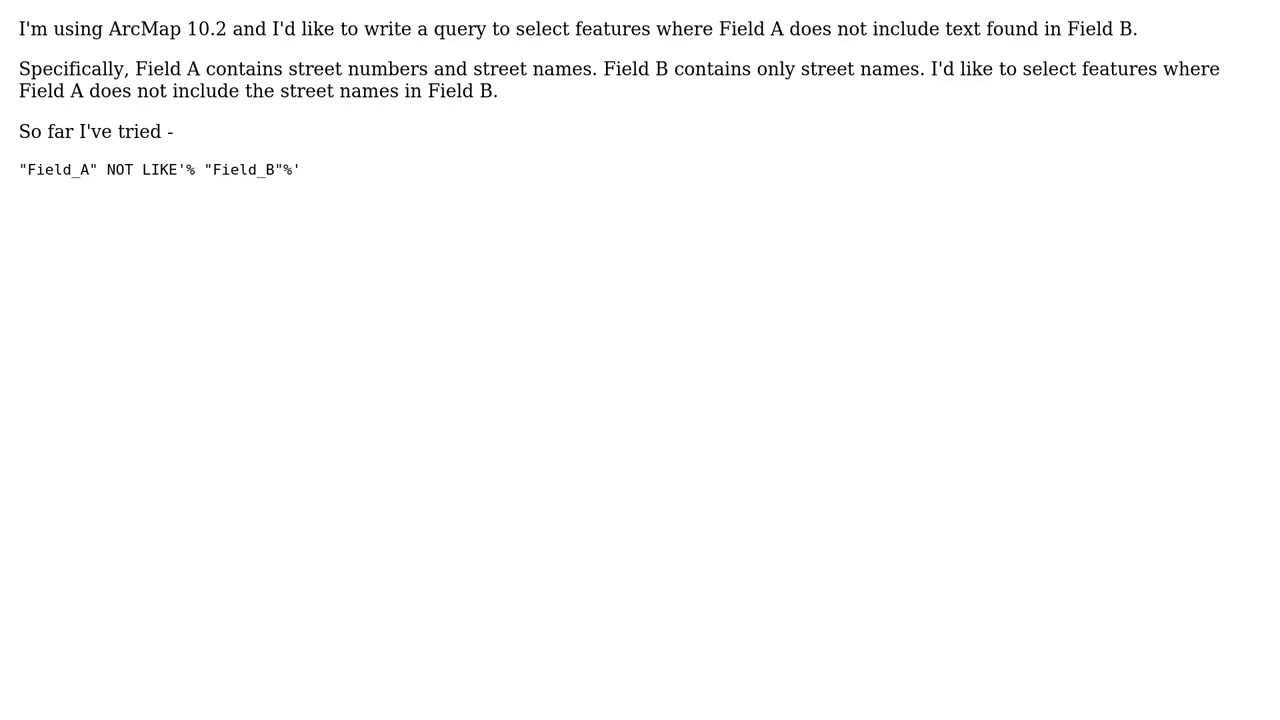 I'm using ArcMap 10.2 and I'd like to write a query to select features where Field A does not include text found in Field B.
Specifically, Field A contains street numbers and street names. Field B contains only street names. I'd like to select features where
Field A does not include the street names in Field B.
So far I've tried -
"Field_A" NOT LIKE'% "Field_B"%'